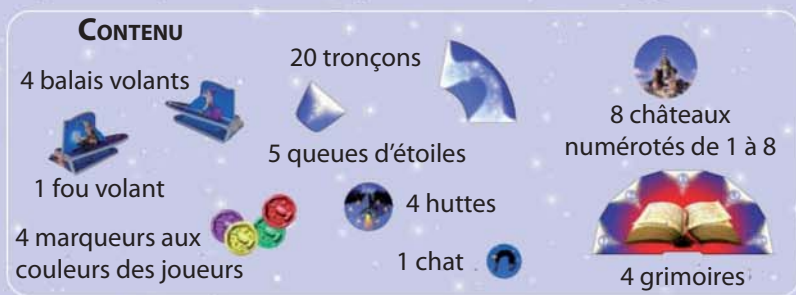 CONTENU
4 balais volants
1 fou volant
4 marqueurs aux
couleurs des joueurs
20 tronçons
5 queues d'étoiles
4 huttes
1 chat
8 châteaux
numérotés de 1 à 8
4 grimoires